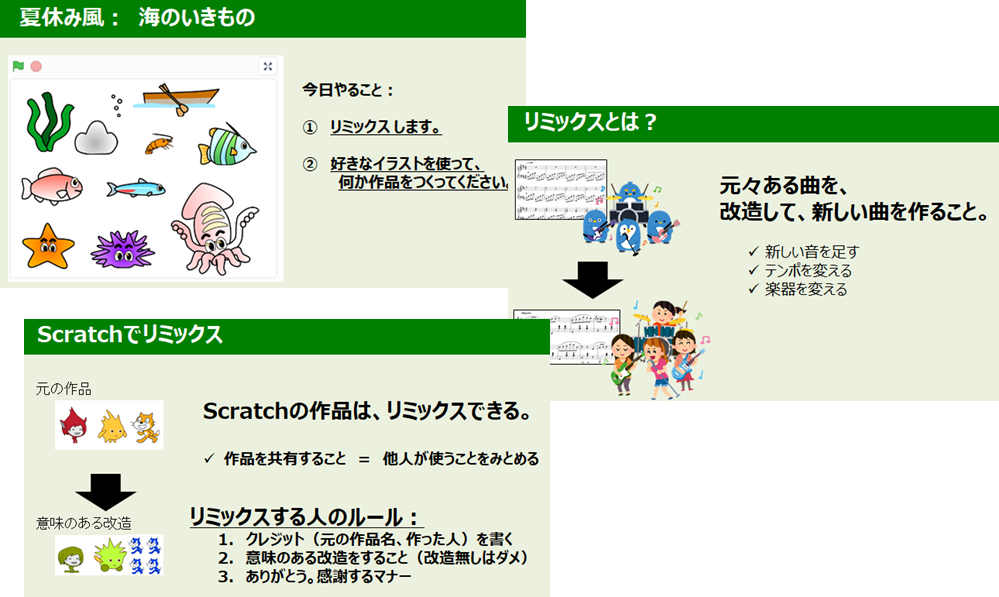 夏休み風： 海のいきもの
今日やること：
① リミックスします。
② 好きなイラストを使って、
何か作品をつくってください。
リミックスとは？
元々ある曲を、
改造して、新しい曲を作ること。
✓ 新しい音を足す
✓ テンポを変える
✓ 楽器を変える
Scratchでリミックス
元の作品
Scratchの作品は、リミックスできる。
✓ 作品を共有すること ＝ 他人が使うことをみとめる
意味のある改造
リミックスする人のルール：
1. クレジット（元の作品名、作った人）を書く
2. 意味のある改造をすること（改造無しはダメ）
3. ありがとう。感謝するマナー